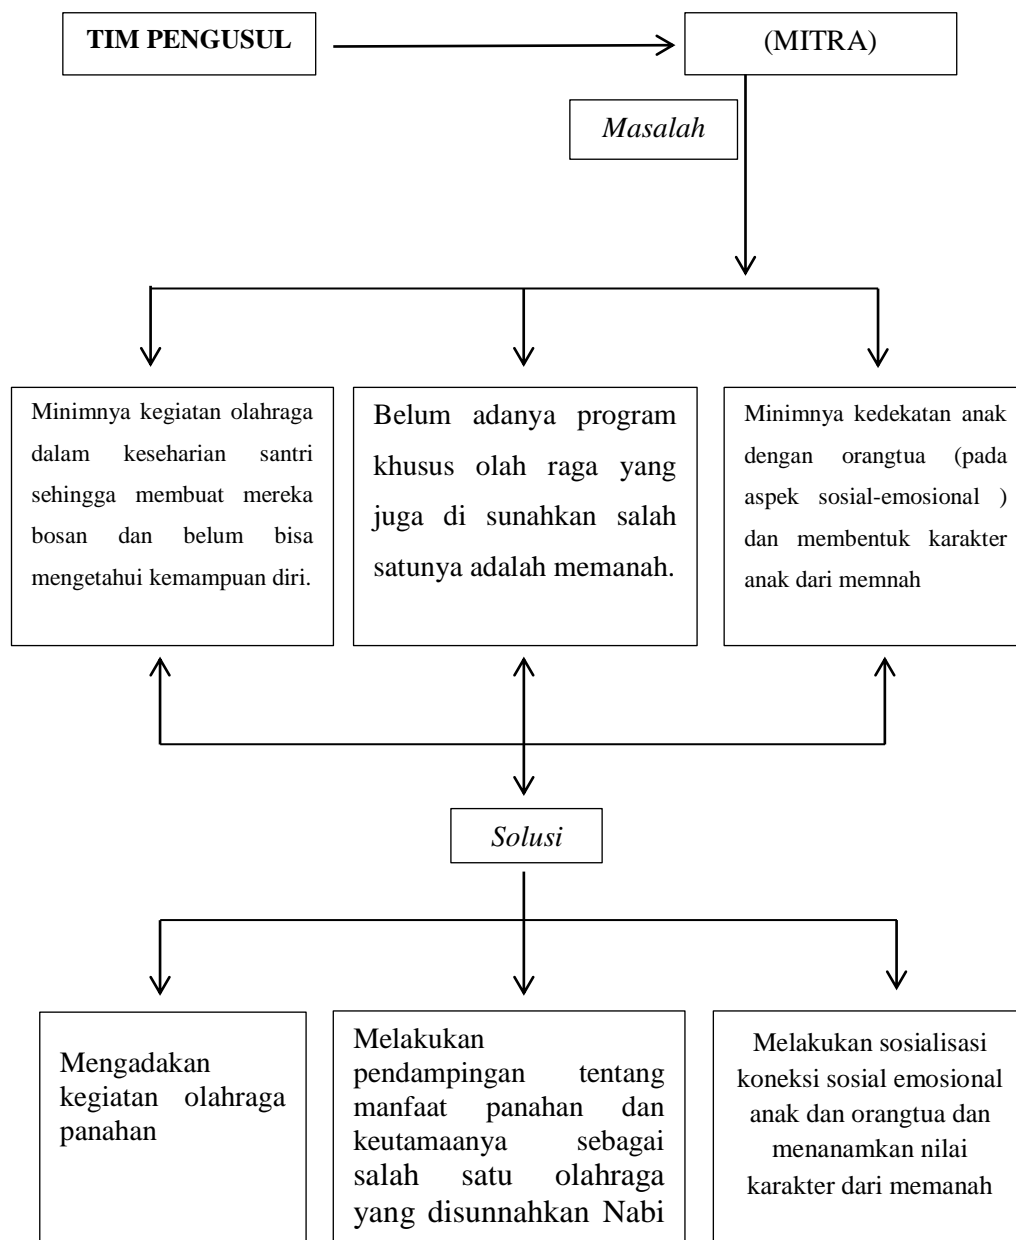 TIM PENGUSUL
(MITRA)
Masalah
Minimnya kegiatan olahraga
dalam keseharian santri
sehingga membuat mereka
bosan dan belum bisa
mengetahui kemampuan diri.
Belum adanya program
khusus olah raga yang
juga di sunahkan salah
satunya adalah memanah.
Minimnya kedekatan anak
dengan orangtua (pada
aspek sosial-emosional )
dan membentuk karakter
anak dari memnah
Solusi
Mengadakan
kegiatan olahraga
panahan
Melakukan
pendampingan tentang
manfaat panahan dan
keutamaanya sebagai
salah satu olahraga
yang disunnahkan Nabi
Melakukan sosialisasi
koneksi sosial emosional
anak dan orangtua dan
menanamkan nilai
karakter dari memanah